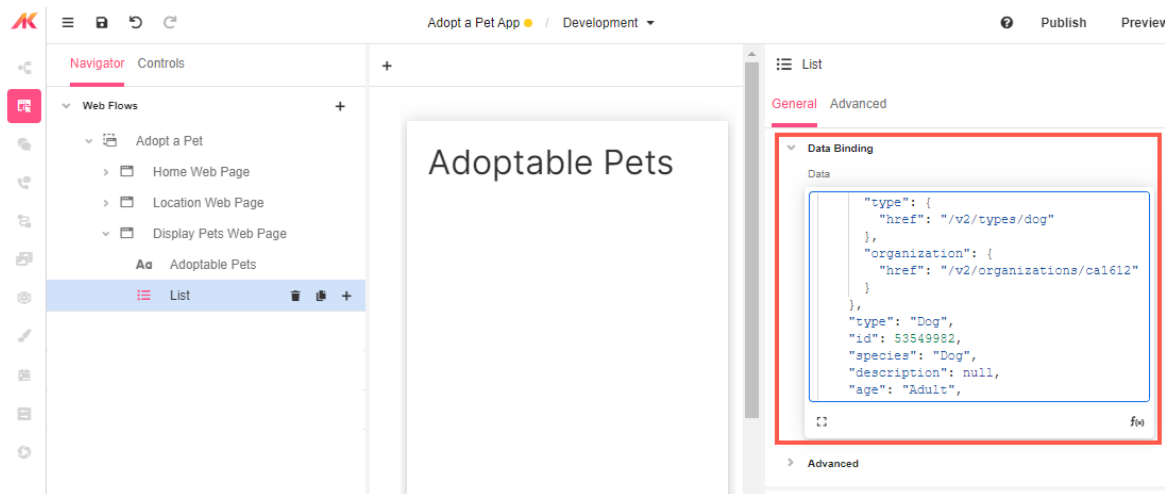 Adopt a Pet App / Development
Publish
Preview
Navigator Controls
Web Flows
Adopt a Pet
Home Web Page
Location Web Page
Display Pets Web Page
Aa Adoptable Pets
List
Adoptable Pets
List
General Advanced
Data Binding
Data
"type": {
"href": "/v2/types/dog"
},
"organization": {
"href": "/v2/organizations/ca1612"
}
},
"type": "Dog",
"id": 53549982,
"species": "Dog",
"description": null,
"age": "Adult",
f(x)
Advanced